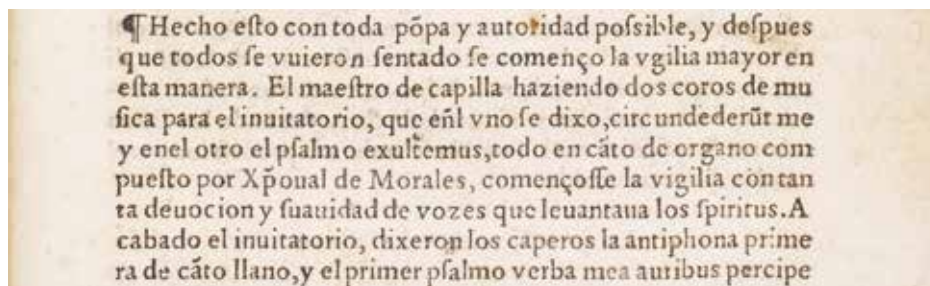 ¶ Hecho eſto con toda põpa y autoridad poſsible, y deſpues
que todos ſe vuieron ſentado ſe començo la vgilia mayor en
eſta manera. El maeſtro de capilla haziendo dos coros de mu
ſica para el inuitatorio, que eñl vno ſe dixo, circundederũt me
y enel otro el pſalmo exultemus, todo en cãto de organo com
pueſto por Xp̃oual de Morales, començoſſe la vigilia con tan
ta deuocion y ſuauidad de vozes que leuantaua los ſpiritus. A
cabado el inuitatorio, dixeron los caperos la antiphona prime
ra de cãto llano, y el primer pſalmo verba mea auribus percipe